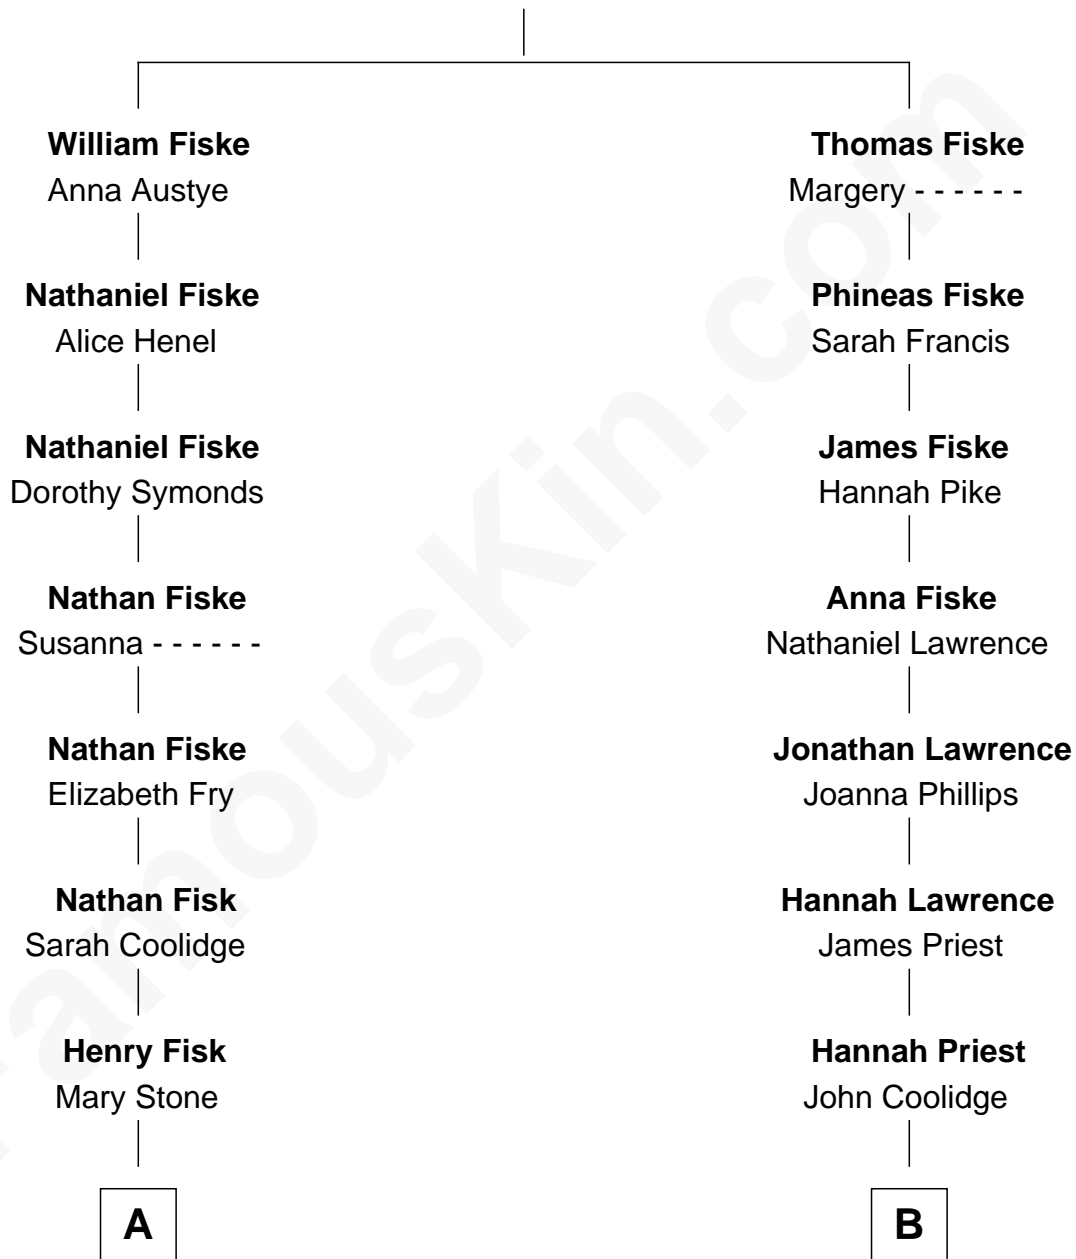 William Fiske
Anna Austye
Nathaniel Fiske
Alice Henel
Nathaniel Fiske
Dorothy Symonds
Nathan Fiske
Susanna - - - - - -
Nathan Fiske
Elizabeth Fry
Nathan Fisk
Sarah Coolidge
Henry Fisk
Mary Stone
A
Thomas Fiske
Margery - - - - - -
Phineas Fiske
Sarah Francis
James Fiske
Hannah Pike
Anna Fiske
Nathaniel Lawrence
Jonathan Lawrence
Joanna Phillips
Hannah Lawrence
James Priest
Hannah Priest
John Coolidge
B
FamousKin.com